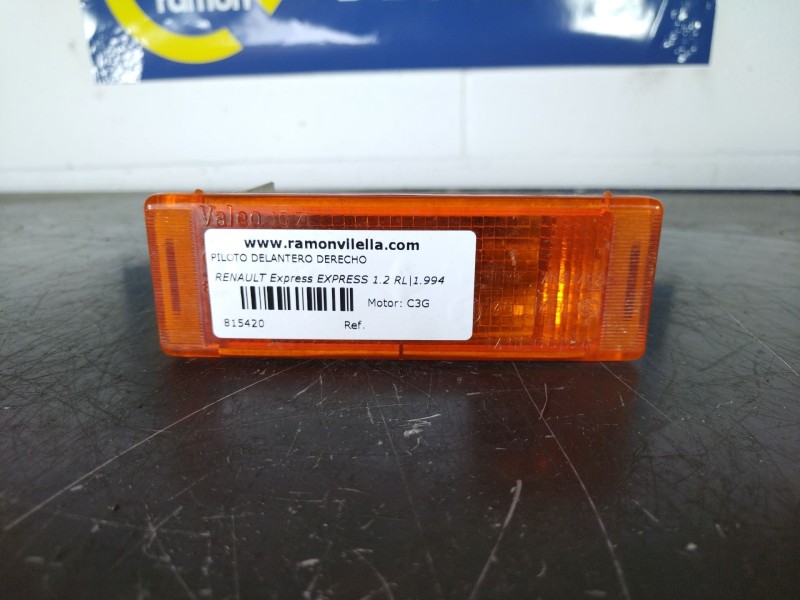 ramon
Valeo
www.ramonvilella.com
PILOTO DELANTERO DERECHO
RENAULT Express EXPRESS 1.2 RL|1.994
Motor: C3G
815420
Ref.